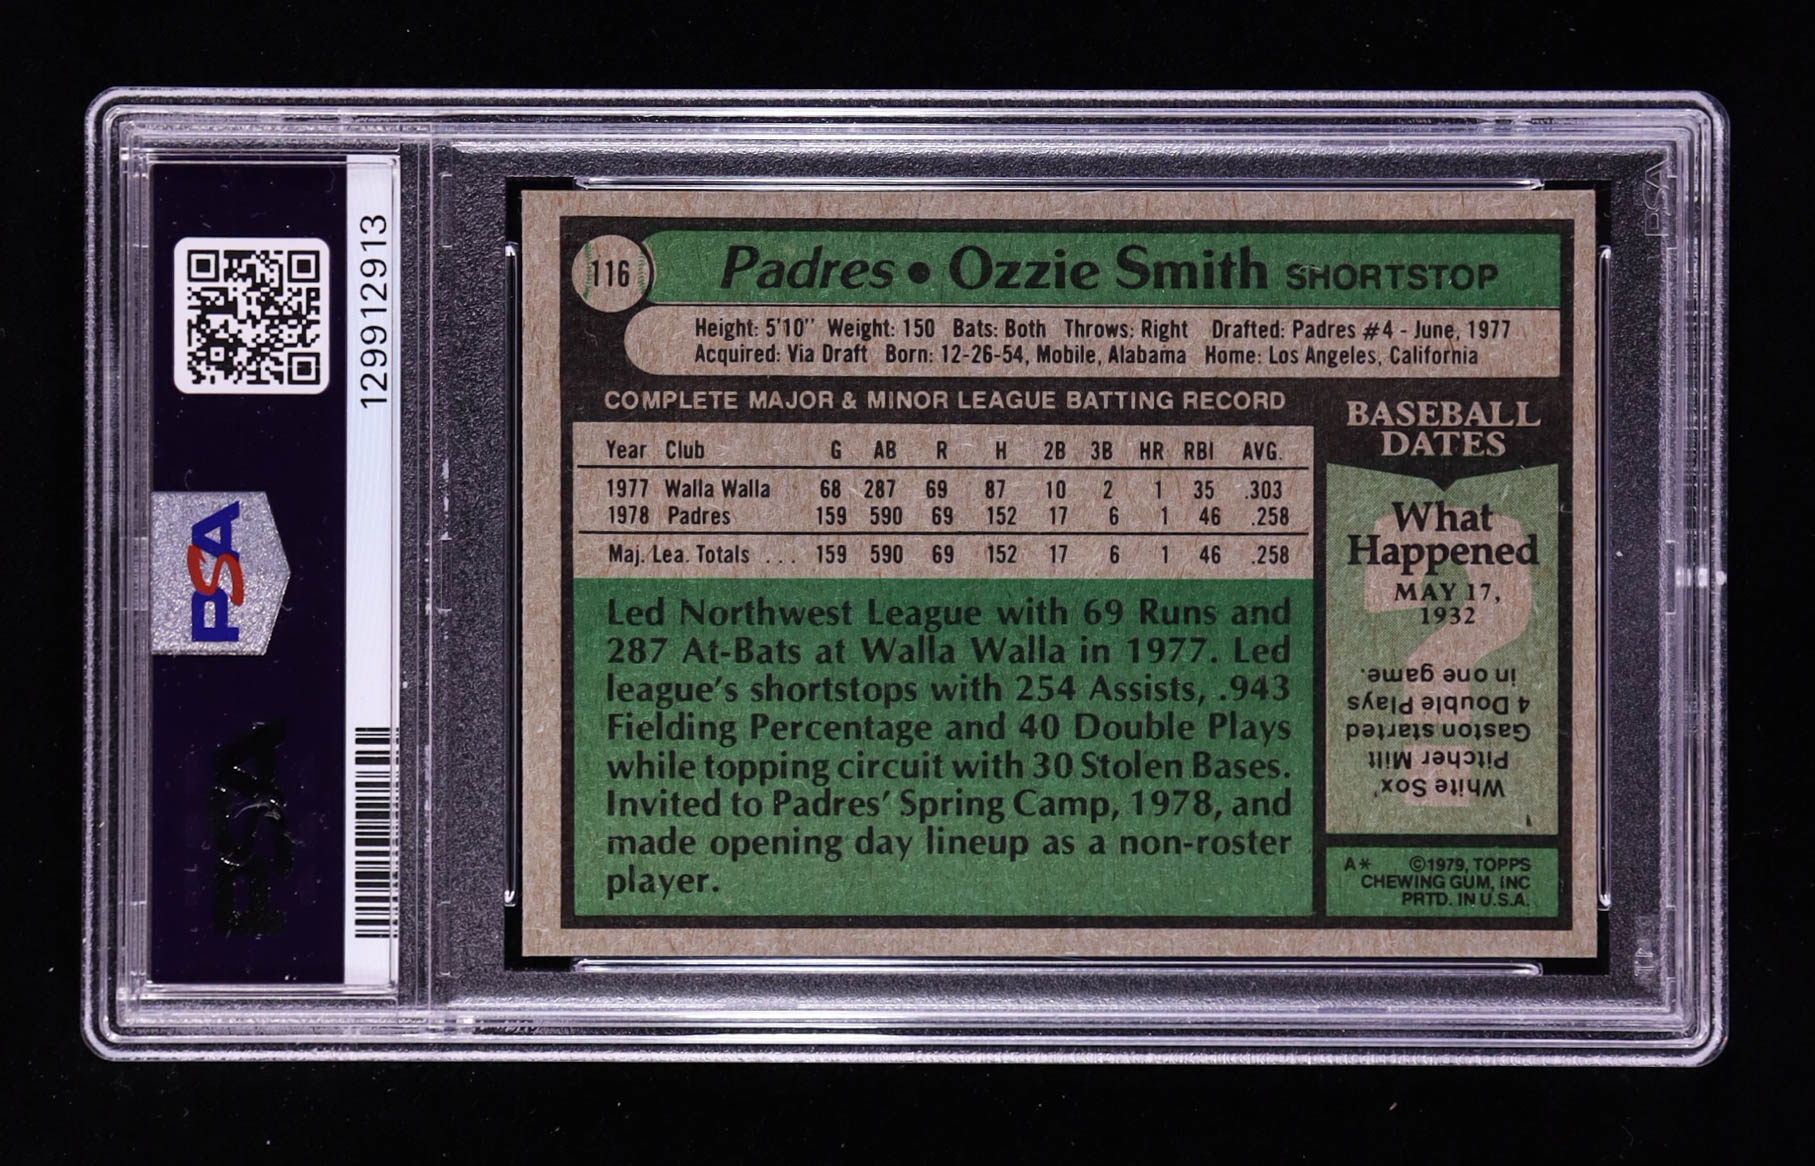 129912913
PSA
PSA
PSA
116
Padres • Ozzie Smith SHORTSTOP
Height: 5'10" Weight: 150 Bats: Both Throws: Right Drafted: Padres #4 - June, 1977
Acquired: Via Draft Born: 12-26-54, Mobile, Alabama Home: Los Angeles, California
COMPLETE MAJOR & MINOR LEAGUE BATTING RECORD
Year Club G AB R H 2B 3B HR RBI AVG.
1977 Walla Walla 68 287 69 87 10 2 1 35 .303
1978 Padres 159 590 69 152 17 6 1 46 .258
Maj. Lea. Totals ... 159 590 69 152 17 6 1 46 .258
Led Northwest League with 69 Runs and
287 At-Bats at Walla Walla in 1977. Led
league's shortstops with 254 Assists, .943
Fielding Percentage and 40 Double Plays
while topping circuit with 30 Stolen Bases.
Invited to Padres' Spring Camp, 1978, and
made opening day lineup as a non-roster
player.
BASEBALL
DATES
What
Happened
MAY 17,
1932
?
White Sox'
Pitcher Milt
Gaston started
4 Double Plays
in one game.
A* ©1979, TOPPS
CHEWING GUM, INC
PRTD. IN U.S.A.